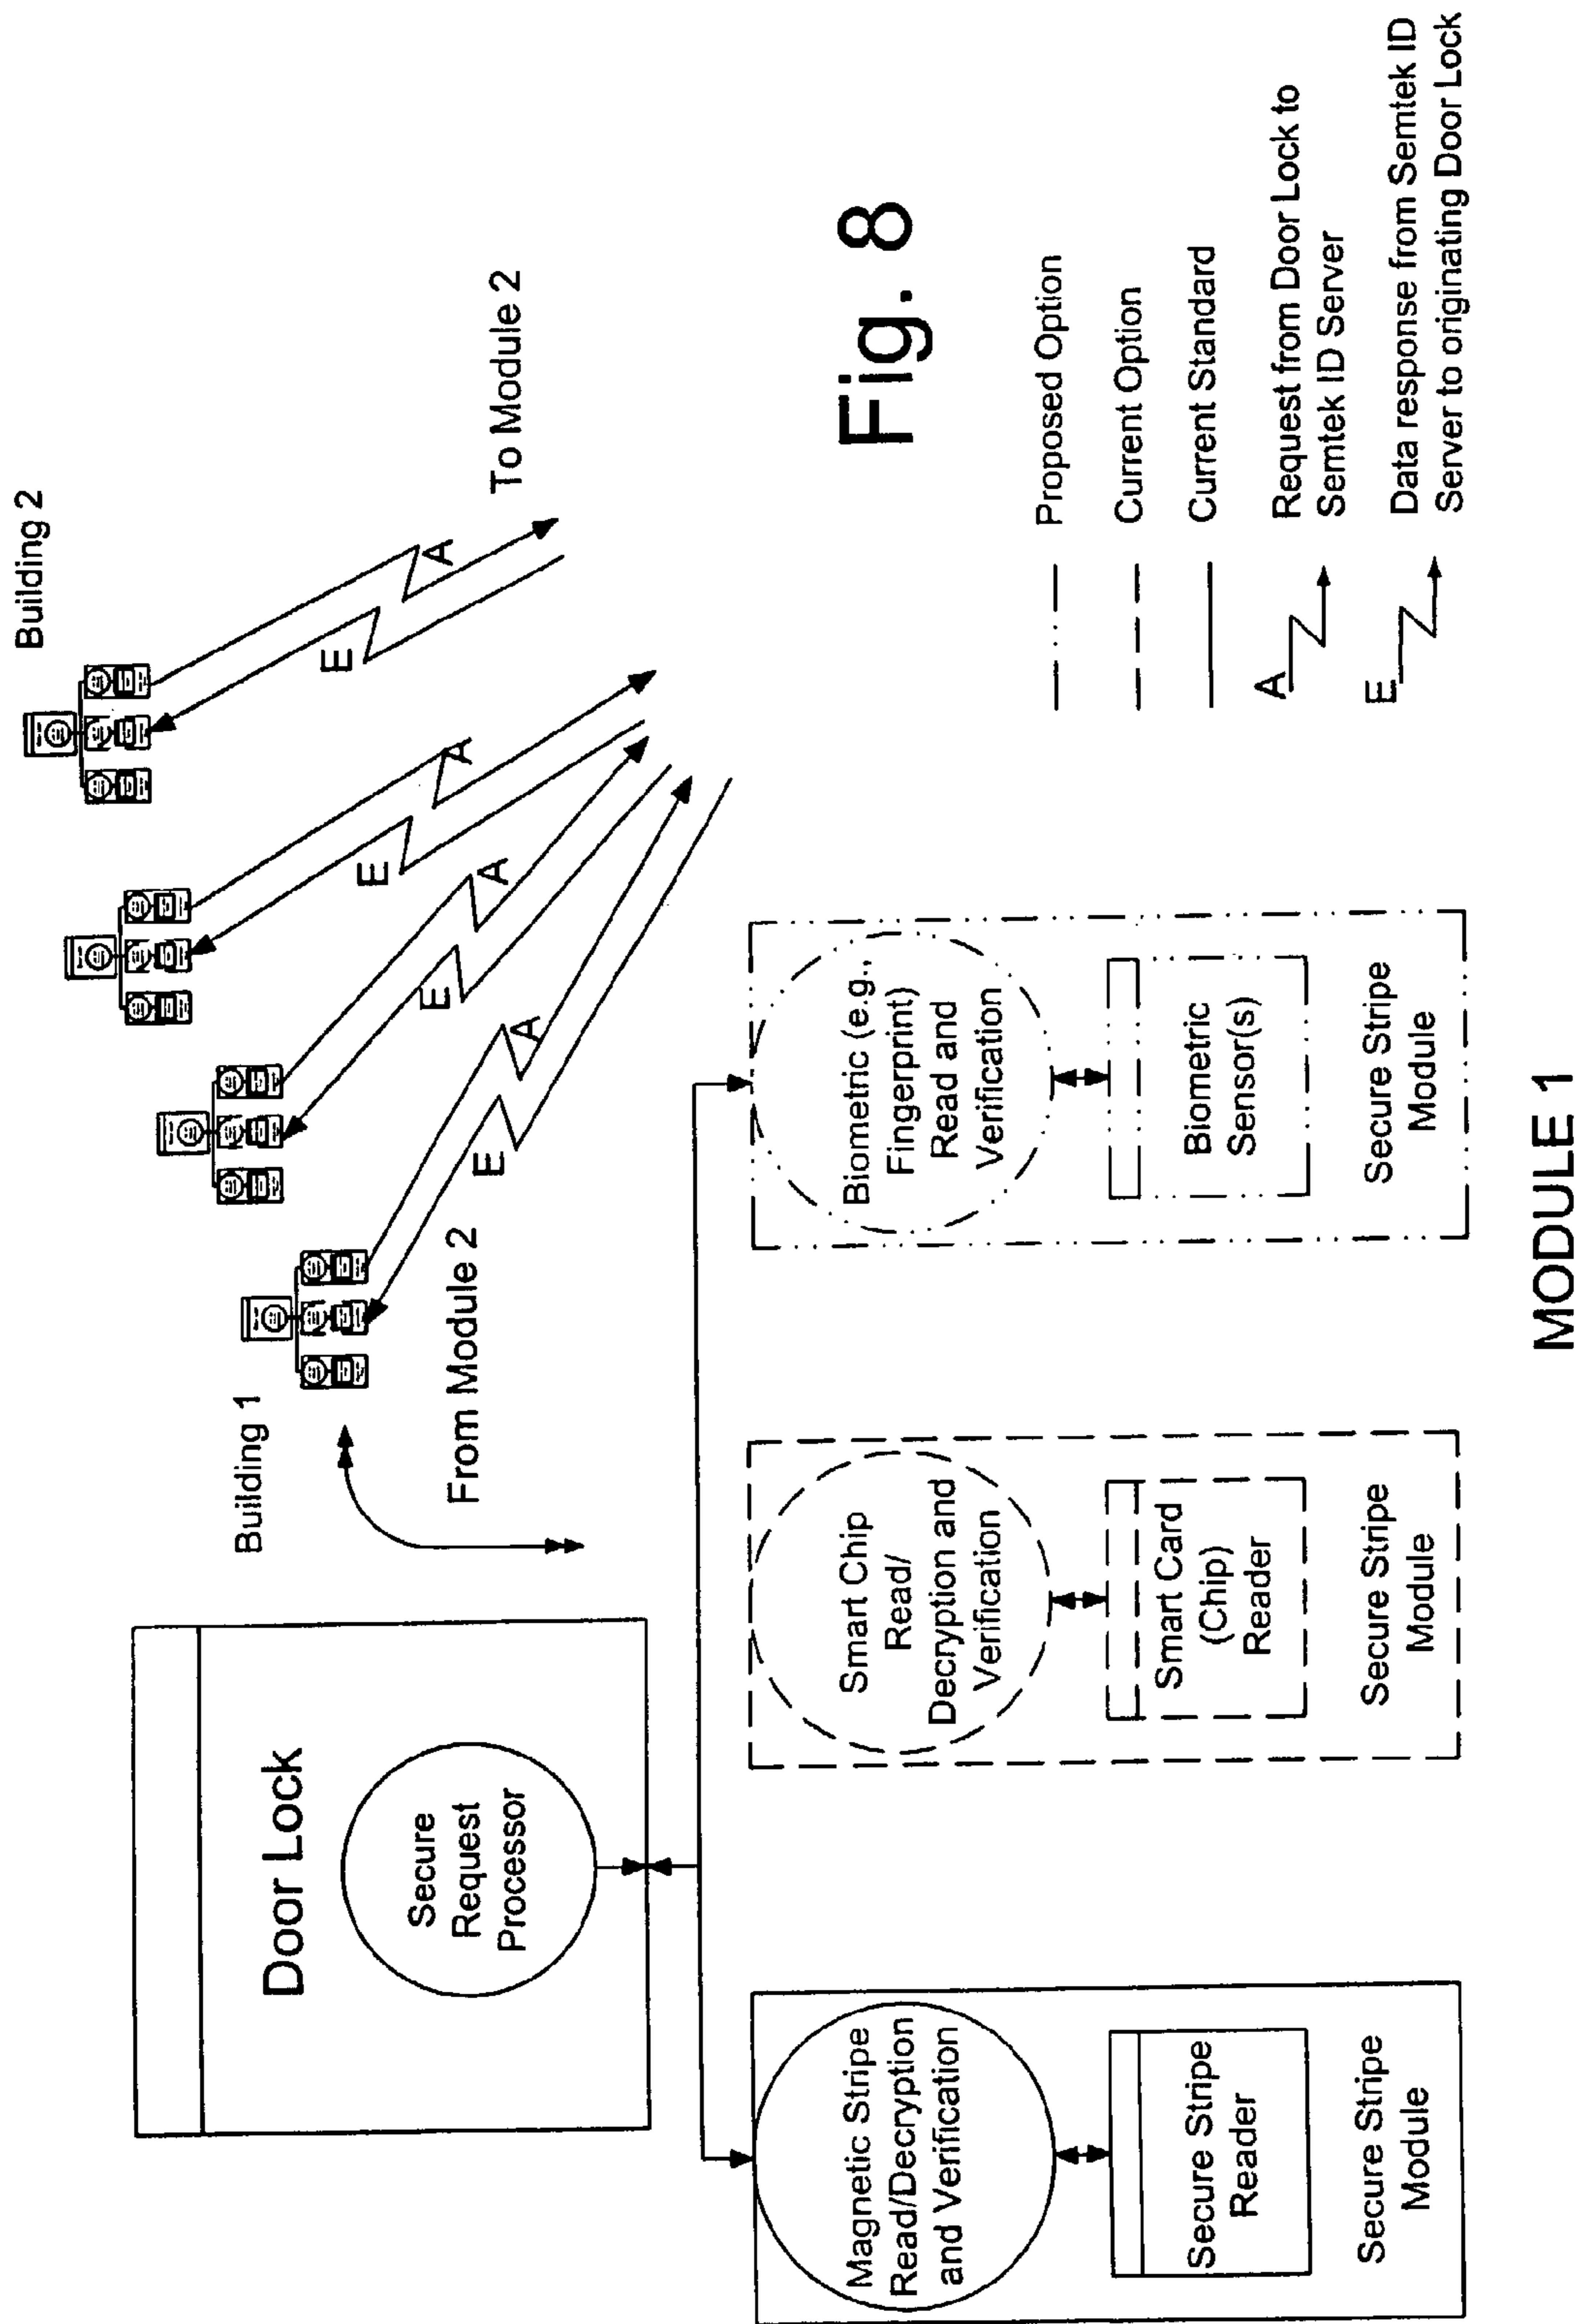 Building 2
To Module 2
Building 1
From Module 2
A
E
A
E
A
E
A
E
Door Lock
Secure
Request
Processor
Magnetic Stripe
Read/Decryption
and Verification
Secure Stripe
Reader
Secure Stripe
Module
Smart Chip
Read/
Decryption and
Verification
Smart Card
(Chip)
Reader
Secure Stripe
Module
Biometric (e.g.,
Fingerprint)
Read and
Verification
Biometric
Sensor(s)
Secure Stripe
Module
Fig. 8
Proposed Option
Current Option
Current Standard
A
Request from Door Lock to
Semtek ID Server
E
Data response from Semtek ID
Server to originating Door Lock
MODULE 1